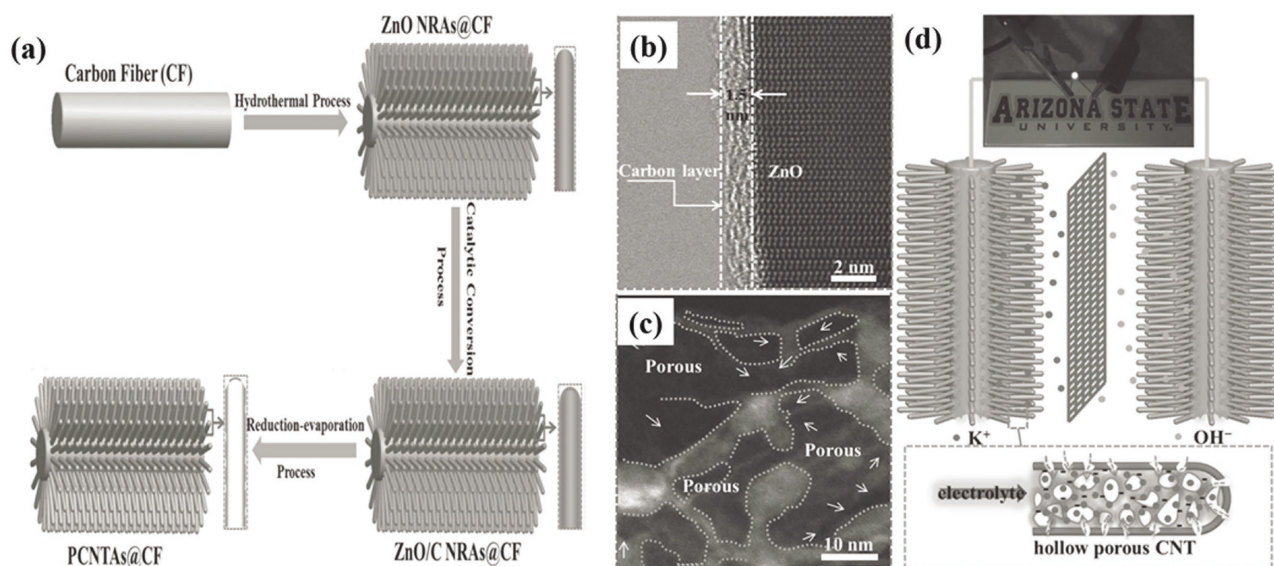 (a)
ZnO NRAs@CF
Carbon Fiber (CF)
Hydrothermal Process
Catalytic Conversion
Process
Reduction-evaporation
Process
PCNTAs@CF
ZnO/C NRAs@CF
(b)
1.5
nm
Carbon layer
ZnO
2 nm
(c)
Porous
Porous
Porous
10 nm
(d)
ARIZONA STATE
UNIVERSITY®
K⁺
OH⁻
electrolyte
hollow porous CNT